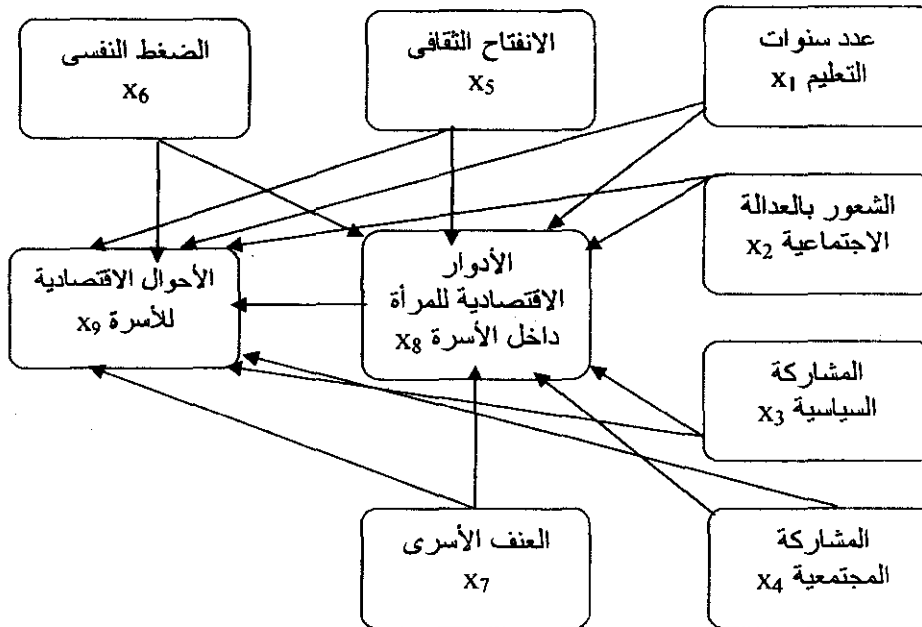 عدد سنوات
التعليم x1
الانفتاح الثقافى
x5
الضغط النفسى
x6
الشعور بالعدالة
الاجتماعية x2
الأدوار
الاقتصادية للمرأة
داخل الأسرة x8
الأحوال الاقتصادية
للأسرة x9
المشاركة
السياسية x3
المشاركة
المجتمعية x4
العنف الأسرى
x7